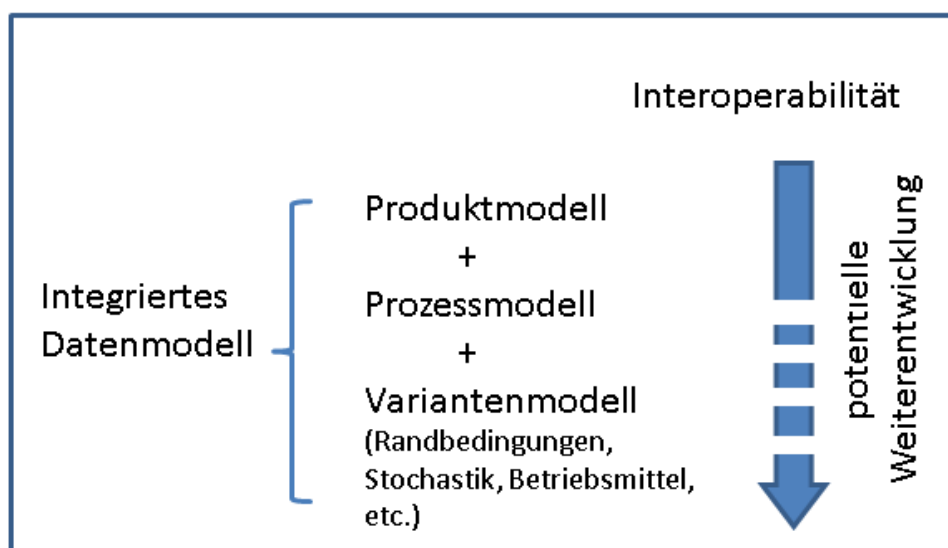 Interoperabilität
Produktmodell
+
Prozessmodell
+
Variantenmodell
(Randbedingungen,
Stochastik, Betriebsmittel,
etc.)
Integriertes
Datenmodell
potentielle
Weiterentwicklung